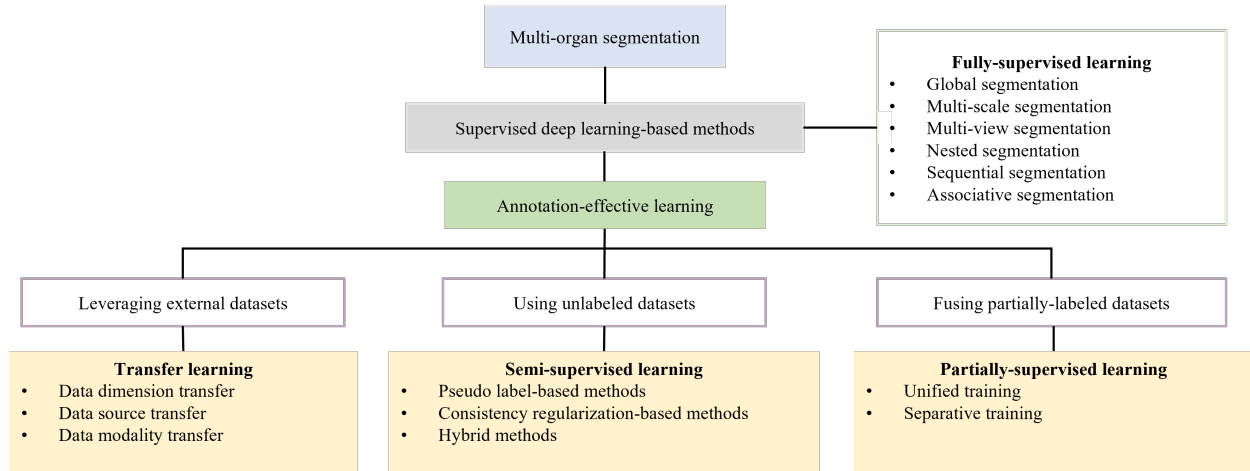 Multi-organ segmentation
Supervised deep learning-based methods
Fully-supervised learning
• Global segmentation
• Multi-scale segmentation
• Multi-view segmentation
• Nested segmentation
• Sequential segmentation
• Associative segmentation
Annotation-effective learning
Leveraging external datasets
Using unlabeled datasets
Fusing partially-labeled datasets
Transfer learning
• Data dimension transfer
• Data source transfer
• Data modality transfer
Semi-supervised learning
• Pseudo label-based methods
• Consistency regularization-based methods
• Hybrid methods
Partially-supervised learning
• Unified training
• Separative training